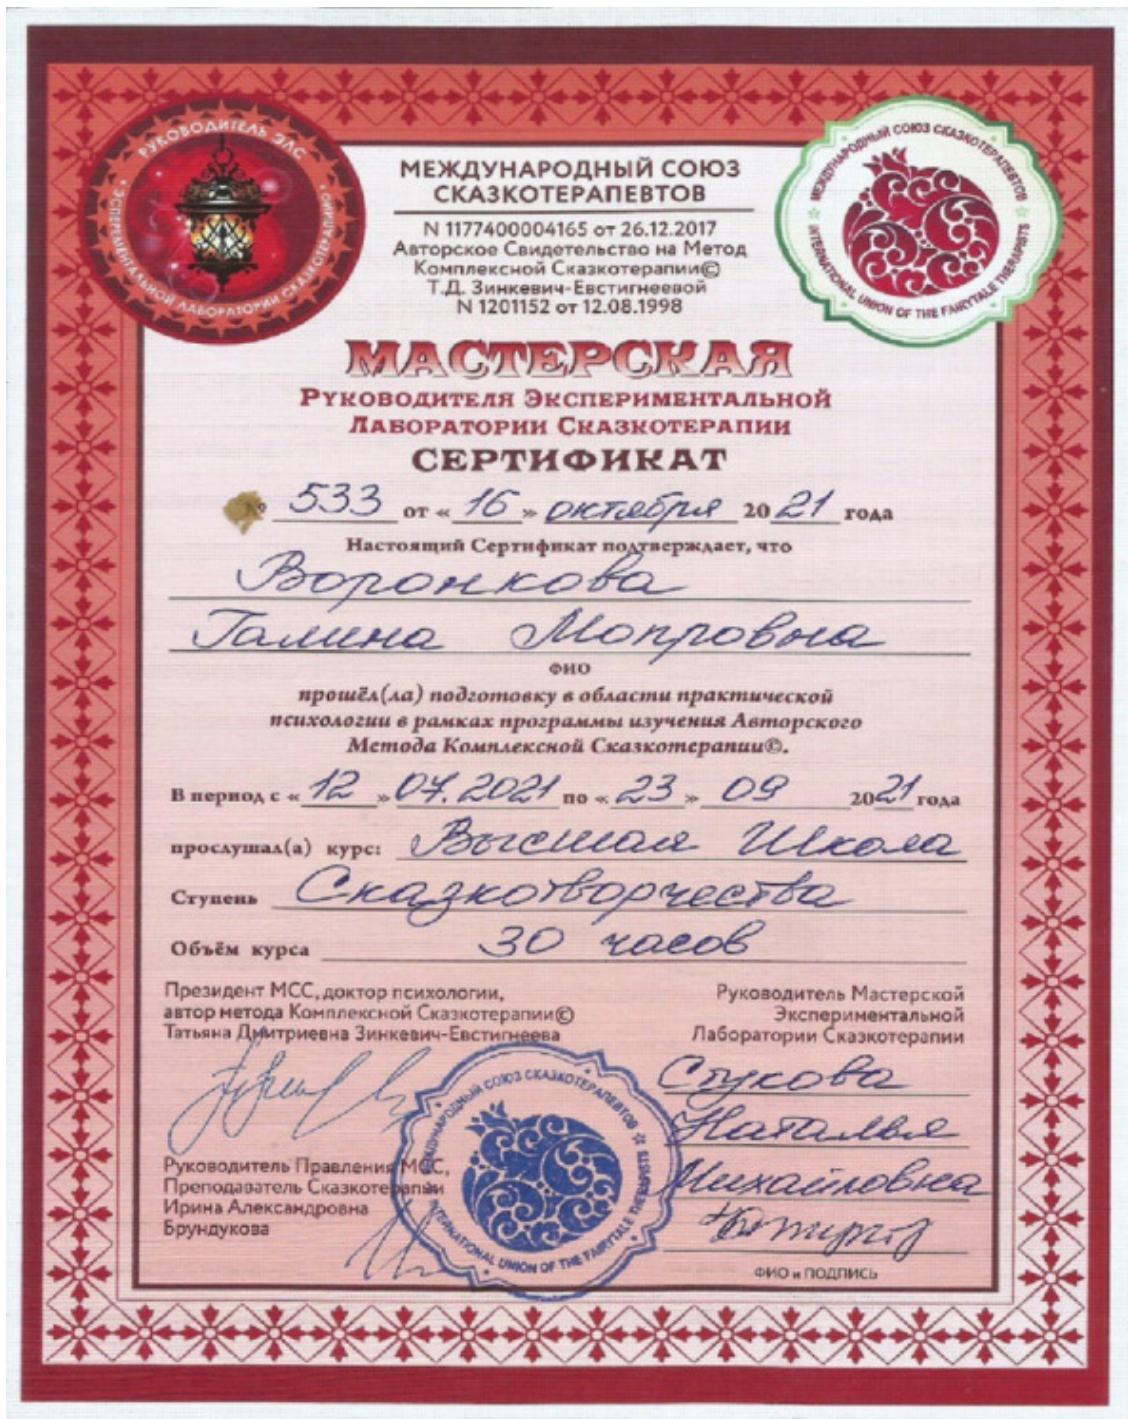 РУКОВОДИТЕЛЬ ЭЛС
ЭКСПЕРИМЕНТАЛЬНОЙ ЛАБОРАТОРИИ СКАЗКОТЕРАПИИ
МЕЖДУНАРОДНЫЙ СОЮЗ СКАЗКОТЕРАПЕВТОВ
INTERNATIONAL UNION OF THE FAIRYTALE THERAPISTS
МЕЖДУНАРОДНЫЙ СОЮЗ
СКАЗКОТЕРАПЕВТОВ
N 1177400004165 от 26.12.2017
Авторское Свидетельство на Метод
Комплексной Сказкотерапии©
Т.Д. Зинкевич-Евстигнеевой
N 1201152 от 12.08.1998
МАСТЕРСКАЯ
РУКОВОДИТЕЛЯ ЭКСПЕРИМЕНТАЛЬНОЙ
ЛАБОРАТОРИИ СКАЗКОТЕРАПИИ
СЕРТИФИКАТ
№ 533 от « 16 » октября 20 21 года
Настоящий Сертификат подтверждает, что
Воронкова
Галина Мопровна
ФИО
прошёл(ла) подготовку в области практической
психологии в рамках программы изучения Авторского
Метода Комплексной Сказкотерапии©.
В период с « 12 » 07.2021 по « 23 » 09 2021 года
прослушал(а) курс: Высшая Школа
Ступень Сказкотворчества
Объём курса 30 часов
Президент МСС, доктор психологии,
автор метода Комплексной Сказкотерапии©
Татьяна Дмитриевна Зинкевич-Евстигнеева
Руководитель Правления МСС,
Преподаватель Сказкотерапии
Ирина Александровна
Брундукова
Руководитель Мастерской
Экспериментальной
Лаборатории Сказкотерапии
Стукова
Наталья
Михайловна
ФИО и ПОДПИСЬ
МЕЖДУНАРОДНЫЙ СОЮЗ СКАЗКОТЕРАПЕВТОВ
INTERNATIONAL UNION OF THE FAIRYTALE THERAPISTS